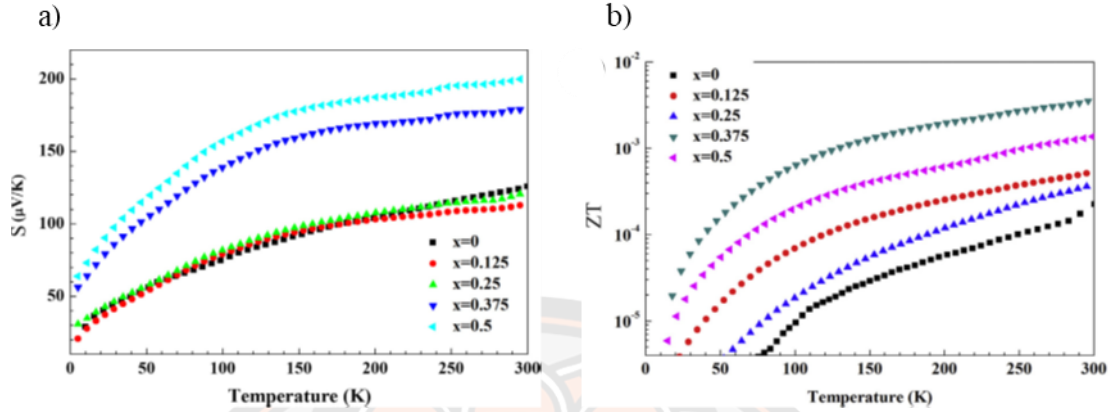 a)
b)
S (μV/K)
200
150
100
50
0
50
100
150
200
250
300
Temperature (K)
x=0
x=0.125
x=0.25
x=0.375
x=0.5
ZT
10⁻²
10⁻³
10⁻⁴
10⁻⁵
0
50
100
150
200
250
300
Temperature (K)
x=0
x=0.125
x=0.25
x=0.375
x=0.5